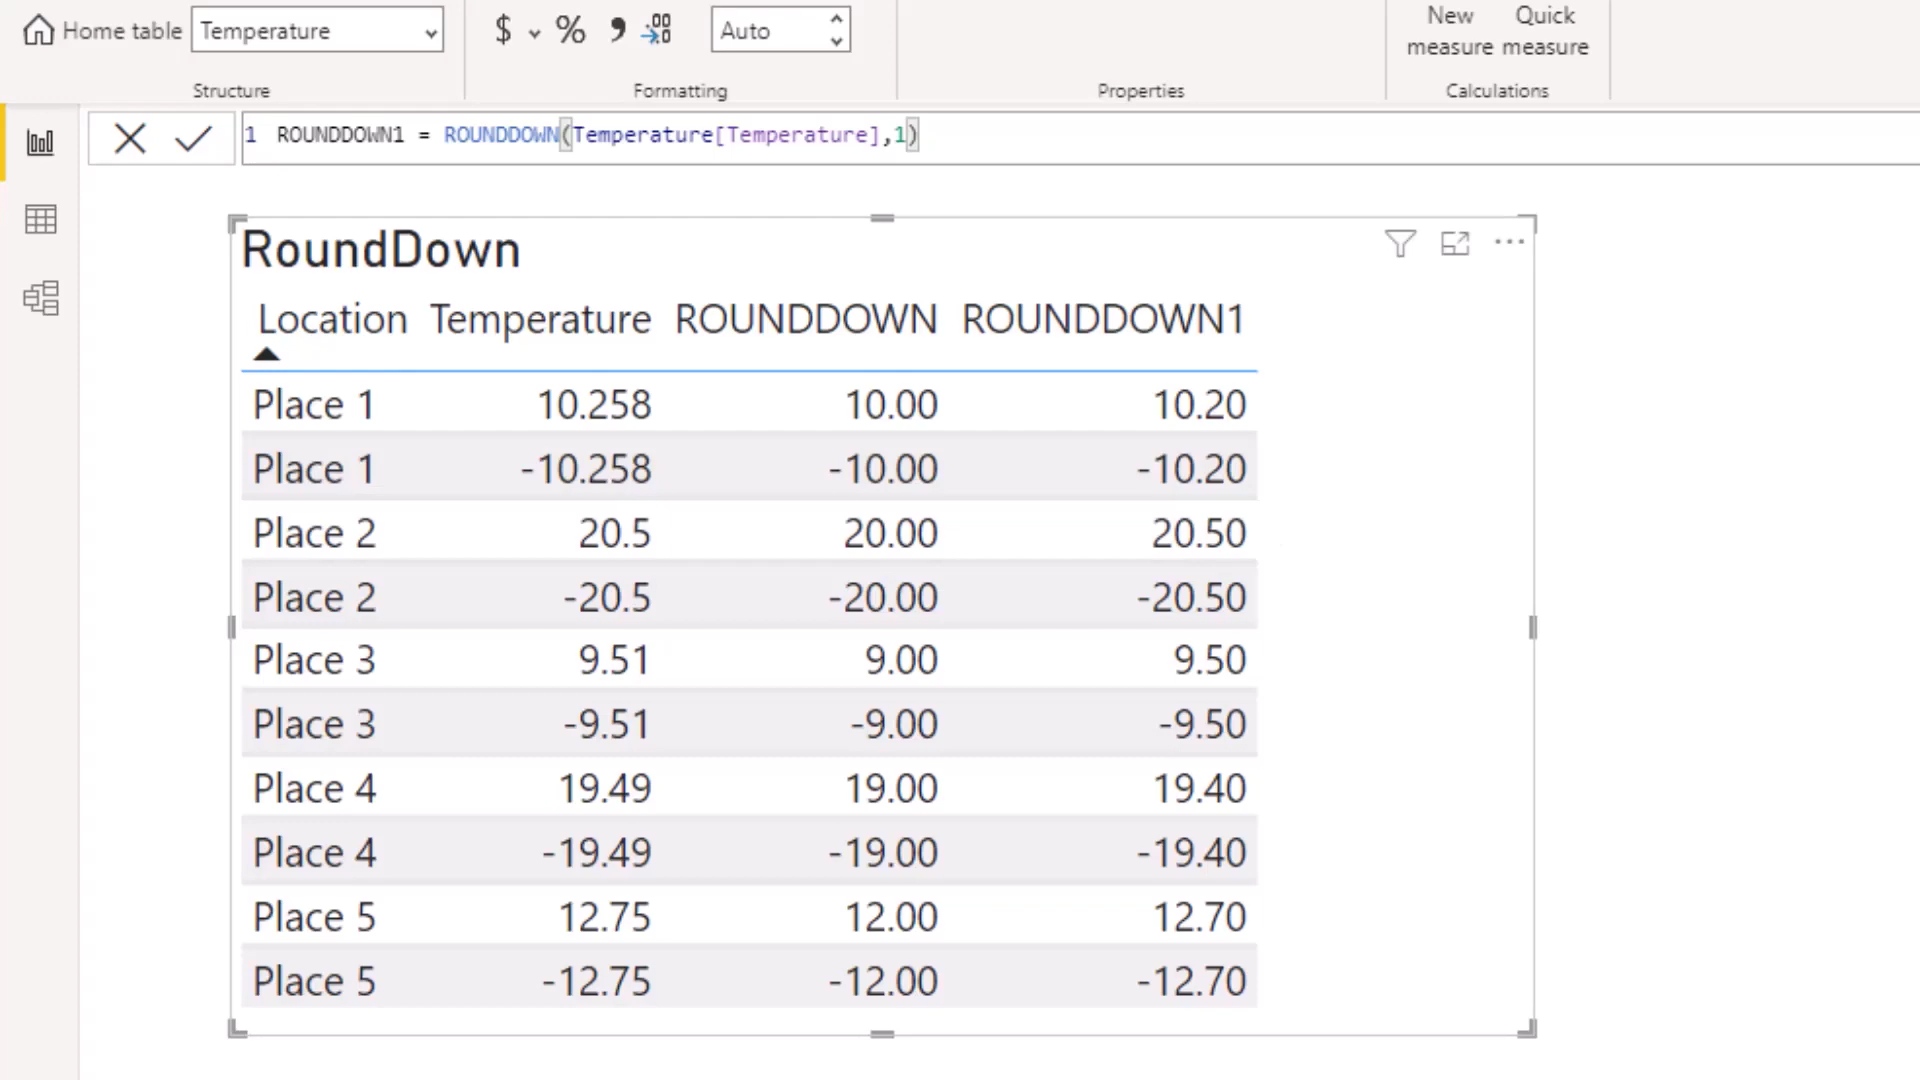 Home table Temperature
$ % Auto
New measure
Quick measure
Structure Formatting Properties Calculations
1 ROUNDDOWN1 = ROUNDDOWN(Temperature[Temperature],1)
RoundDown
Location Temperature ROUNDDOWN ROUNDDOWN1
Place 1 10.258 10.00 10.20
Place 1 -10.258 -10.00 -10.20
Place 2 20.5 20.00 20.50
Place 2 -20.5 -20.00 -20.50
Place 3 9.51 9.00 9.50
Place 3 -9.51 -9.00 -9.50
Place 4 19.49 19.00 19.40
Place 4 -19.49 -19.00 -19.40
Place 5 12.75 12.00 12.70
Place 5 -12.75 -12.00 -12.70